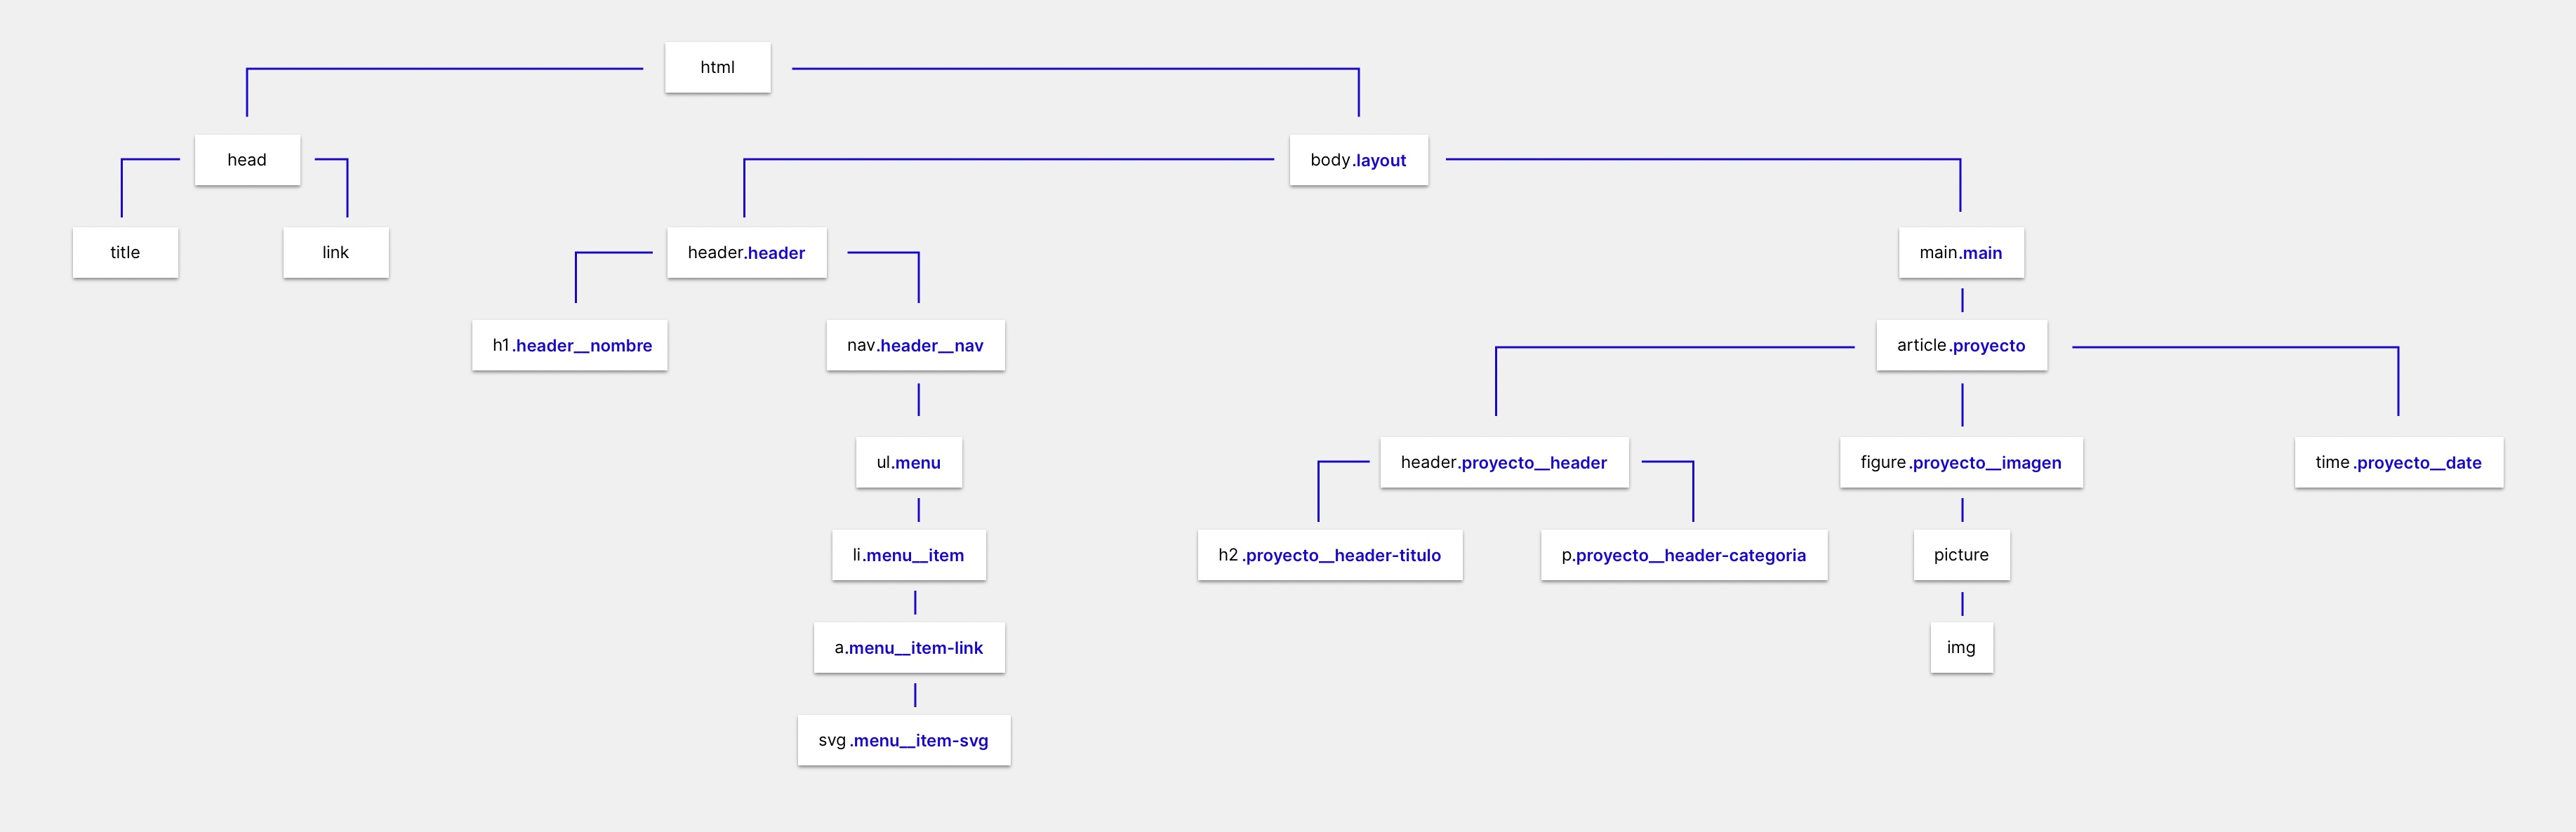 html
head
body.layout
title
link
header.header
main.main
h1.header__nombre
nav.header__nav
article.proyecto
ul.menu
header.proyecto__header
figure.proyecto__imagen
time.proyecto__date
li.menu__item
h2.proyecto__header-titulo
p.proyecto__header-categoria
picture
a.menu__item-link
img
svg.menu__item-svg